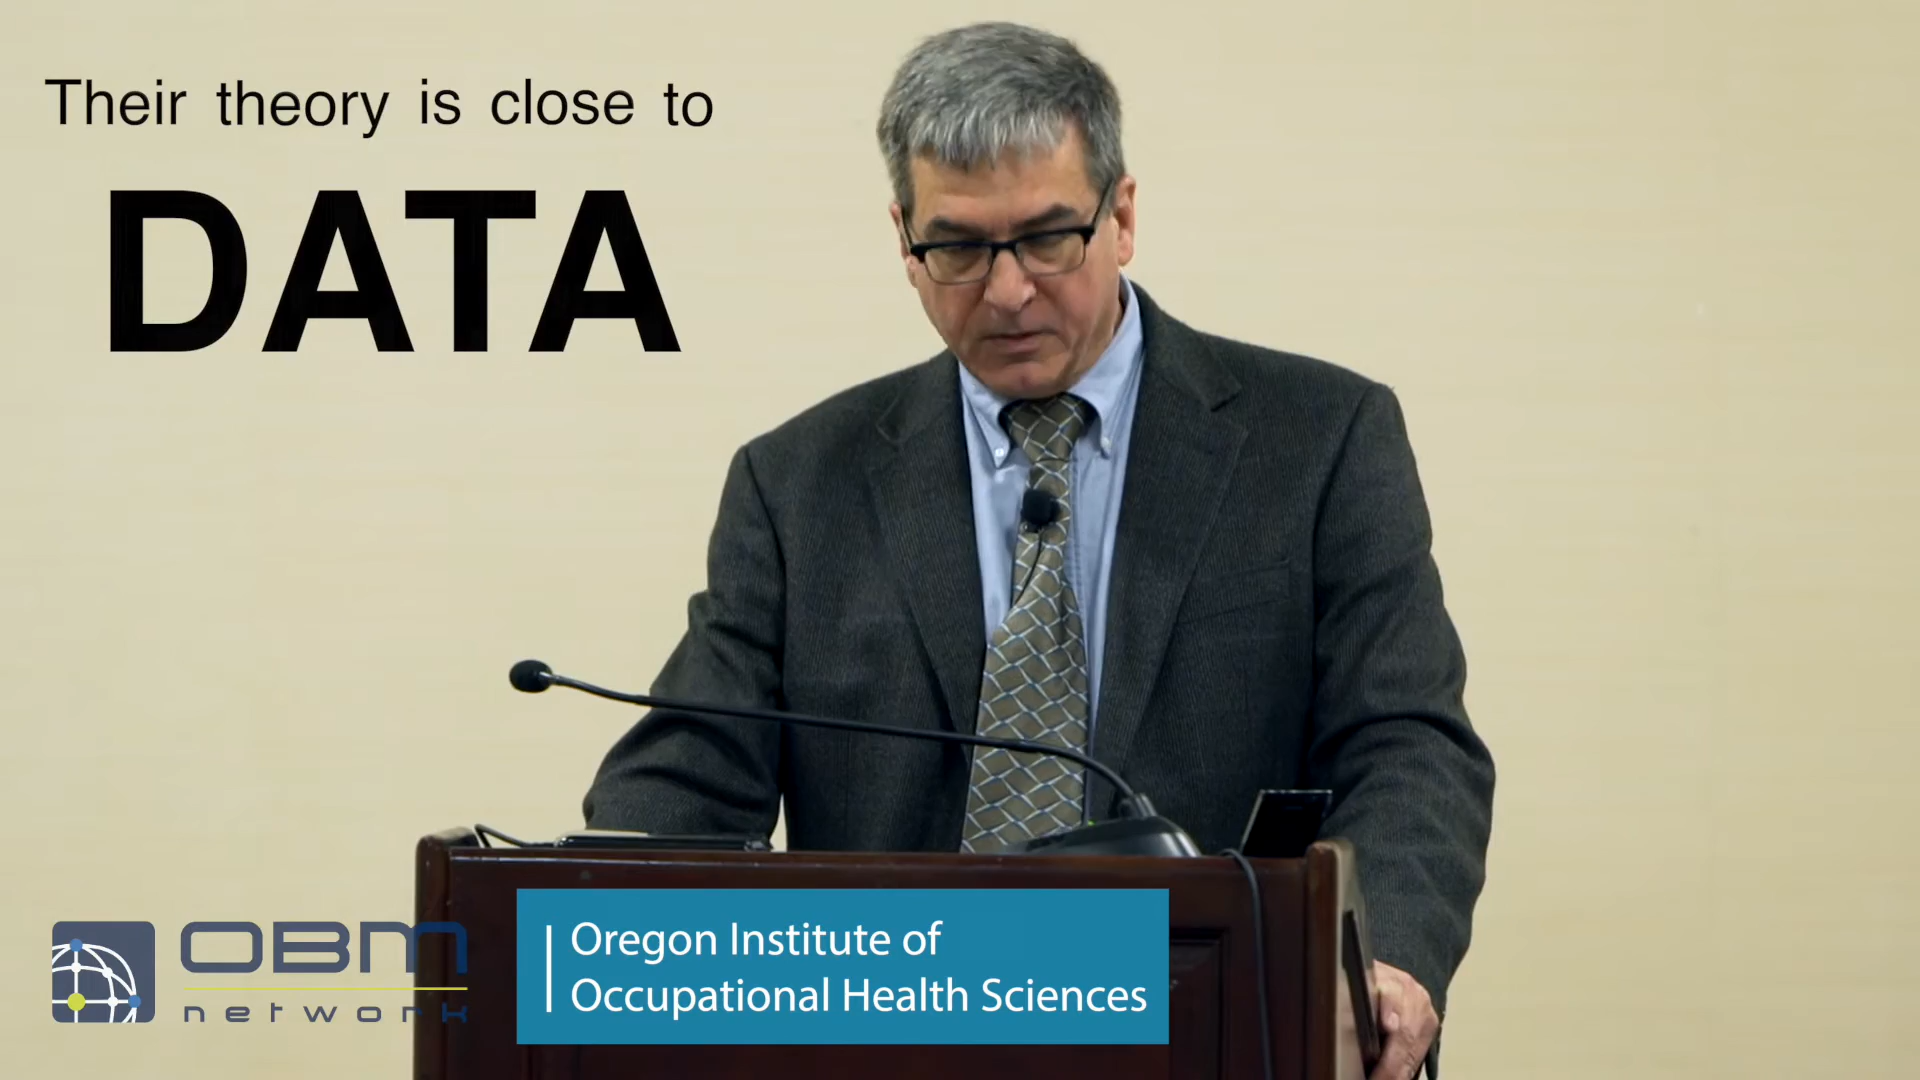 Their theory is close to
DATA
OBM
network
Oregon Institute of
Occupational Health Sciences